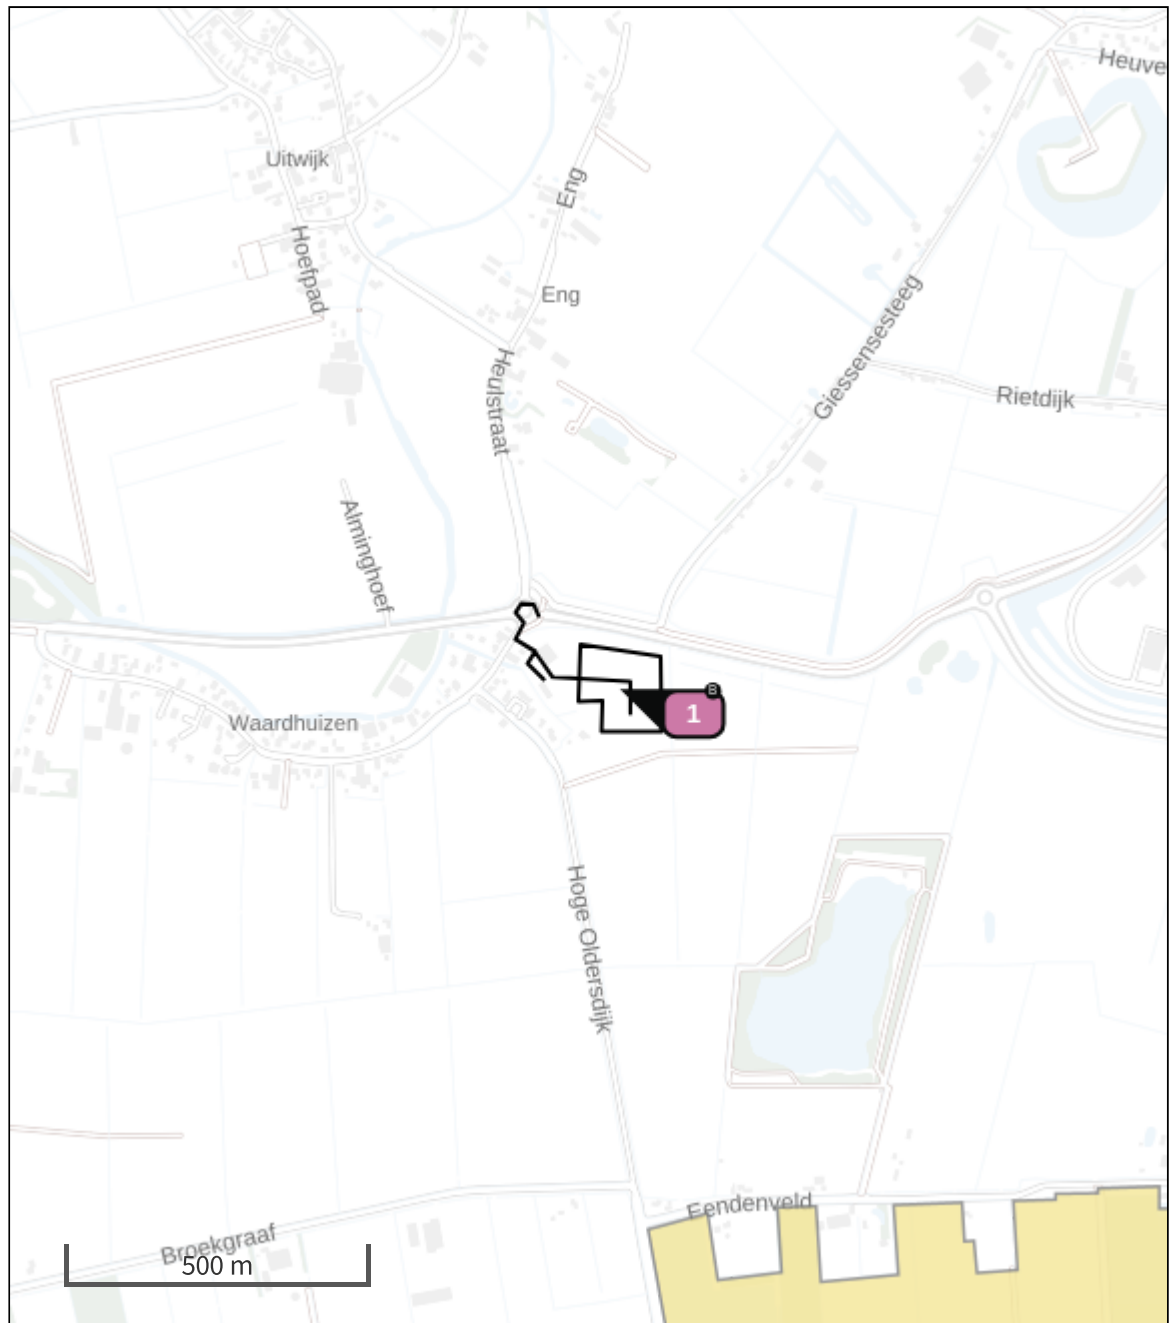 Heuve
Uitwijk
Eng
Hoefpad
Eng
Giessensesteeg
Heulstraat
Rietdijk
Alminghoef
1
B
Waardhuizen
Hoge Oldersdijk
Eendenveld
Broekgraaf
500 m